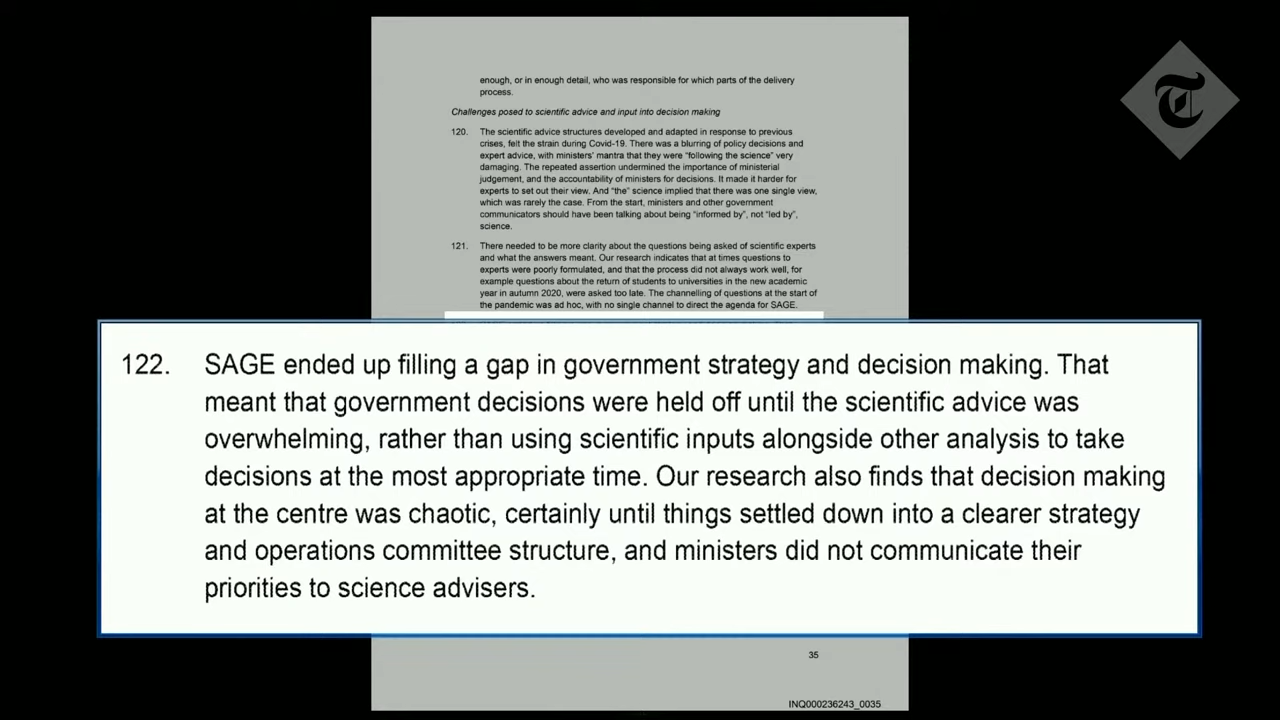 enough, or in enough detail, who was responsible for which parts of the delivery
process.
Challenges posed to scientific advice and input into decision making
120. The scientific advice structures developed and adapted in response to previous
crises, felt the strain during Covid-19. There was a blurring of policy decisions and
expert advice, with ministers' mantra that they were "following the science" very
damaging. The repeated assertion undermined the importance of ministerial
judgement, and the accountability of ministers for decisions. It made it harder for
experts to set out their view. And "the" science implied that there was one single view,
which was rarely the case. From the start, ministers and other government
communicators should have been talking about being "informed by", not "led by",
science.
121. There needed to be more clarity about the questions being asked of scientific experts
and what the answers meant. Our research indicates that at times questions to
experts were poorly formulated, and that the process did not always work well, for
example questions about the return of students to universities in the new academic
year in autumn 2020, were asked too late. The channelling of questions at the start of
the pandemic was ad hoc, with no single channel to direct the agenda for SAGE.
122. SAGE ended up filling a gap in government strategy and decision making. That
meant that government decisions were held off until the scientific advice was
overwhelming, rather than using scientific inputs alongside other analysis to take
decisions at the most appropriate time. Our research also finds that decision making
at the centre was chaotic, certainly until things settled down into a clearer strategy
and operations committee structure, and ministers did not communicate their
priorities to science advisers.
35
INQ000236243_0035
T